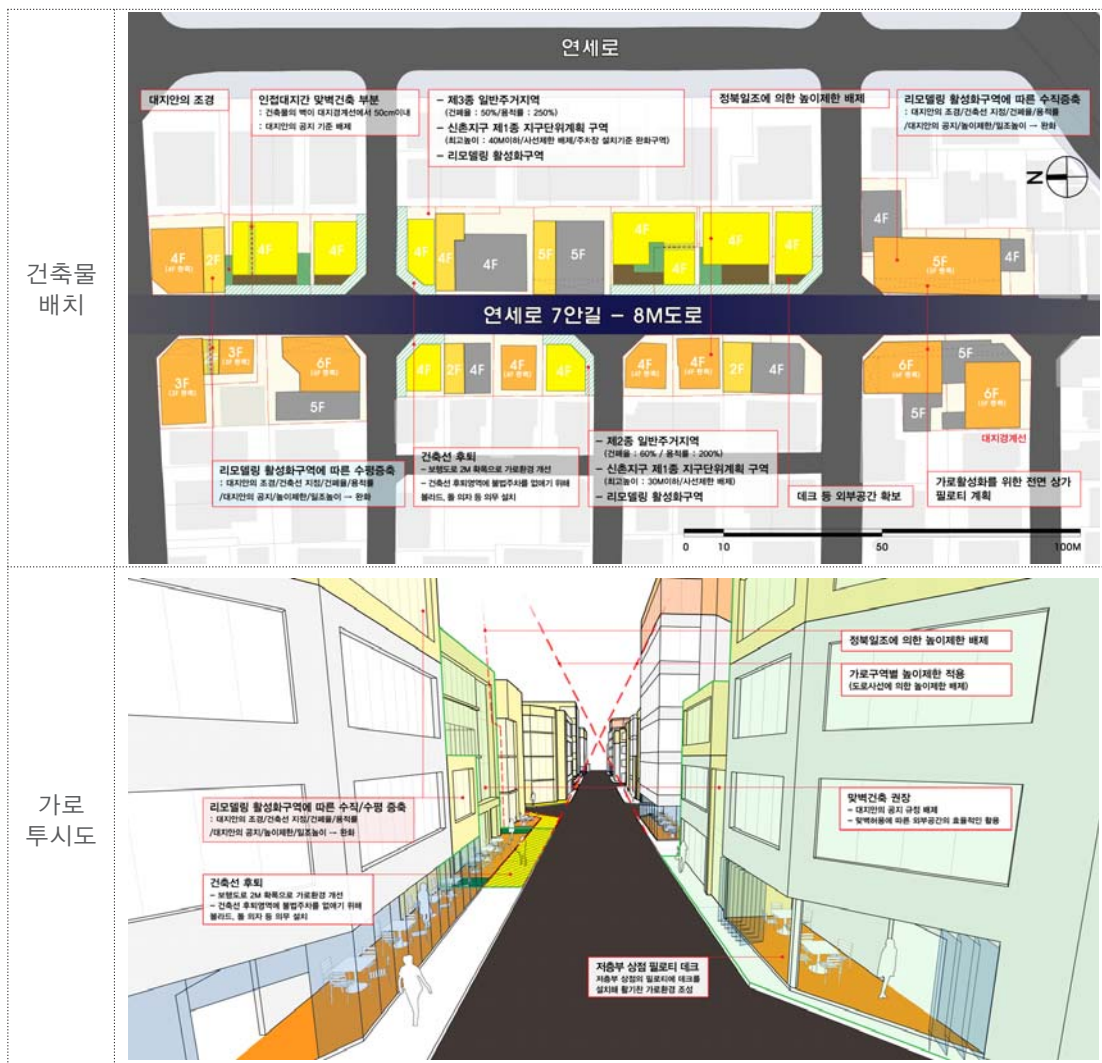 건축물
배치
연세로
대지안의 조경
인접대지간 맞벽건축 부분
: 건축물의 벽이 대지경계선에서 50cm이내
: 대지안의 공지 기준 배제
– 제3종 일반주거지역
(건폐율 : 50%/용적률 : 250%)
– 신촌지구 제1종 지구단위계획 구역
(최고높이 : 40M이하/사선제한 배제/주차장 설치기준 완화구역)
– 리모델링 활성화구역
정북일조에 의한 높이제한 배제
리모델링 활성화구역에 따른 수직증축
: 대지안의 조경/건축선 지정/건폐율/용적률
/대지안의 공지/높이제한/일조높이 → 완화
N
4F
4F
2F
4F
4F
4F
4F
5F
5F
4F
4F
4F
4F
5F
4F
연세로 7안길 – 8M도로
3F
3F
6F
5F
4F
2F
4F
4F
4F
4F
4F
2F
4F
6F
5F
5F
6F
대지경계선
리모델링 활성화구역에 따른 수평증축
: 대지안의 조경/건축선 지정/건폐율/용적률
/대지안의 공지/높이제한/일조높이 → 완화
건축선 후퇴
– 보행도로 2M 확폭으로 가로환경 개선
– 건축선 후퇴영역에 불법주차를 없애기 위해
볼라드, 돌 의자 등 의무 설치
– 제2종 일반주거지역
(건폐율 : 60% / 용적률 : 200%)
– 신촌지구 제1종 지구단위계획 구역
(최고높이 : 30M이하/사선제한 배제)
– 리모델링 활성화구역
데크 등 외부공간 확보
가로활성화를 위한 전면 상가
필로티 계획
0 10 50 100M
가로
투시도
정북일조에 의한 높이제한 배제
가로구역별 높이제한 적용
(도로사선에 의한 높이제한 배제)
리모델링 활성화구역에 따른 수직/수평 증축
: 대지안의 조경/건축선 지정/건폐율/용적률
/대지안의 공지/높이제한/일조높이 → 완화
맞벽건축 권장
– 대지안의 공지 규정 배제
– 맞벽허용에 따른 외부공간의 효율적인 활용
건축선 후퇴
– 보행도로 2M 확폭으로 가로환경 개선
– 건축선 후퇴영역에 불법주차를 없애기 위해
볼라드, 돌 의자 등 의무 설치
저층부 상점 필로티 데크
저층부 상점의 필로티에 데크를
설치해 활기찬 가로환경 조성